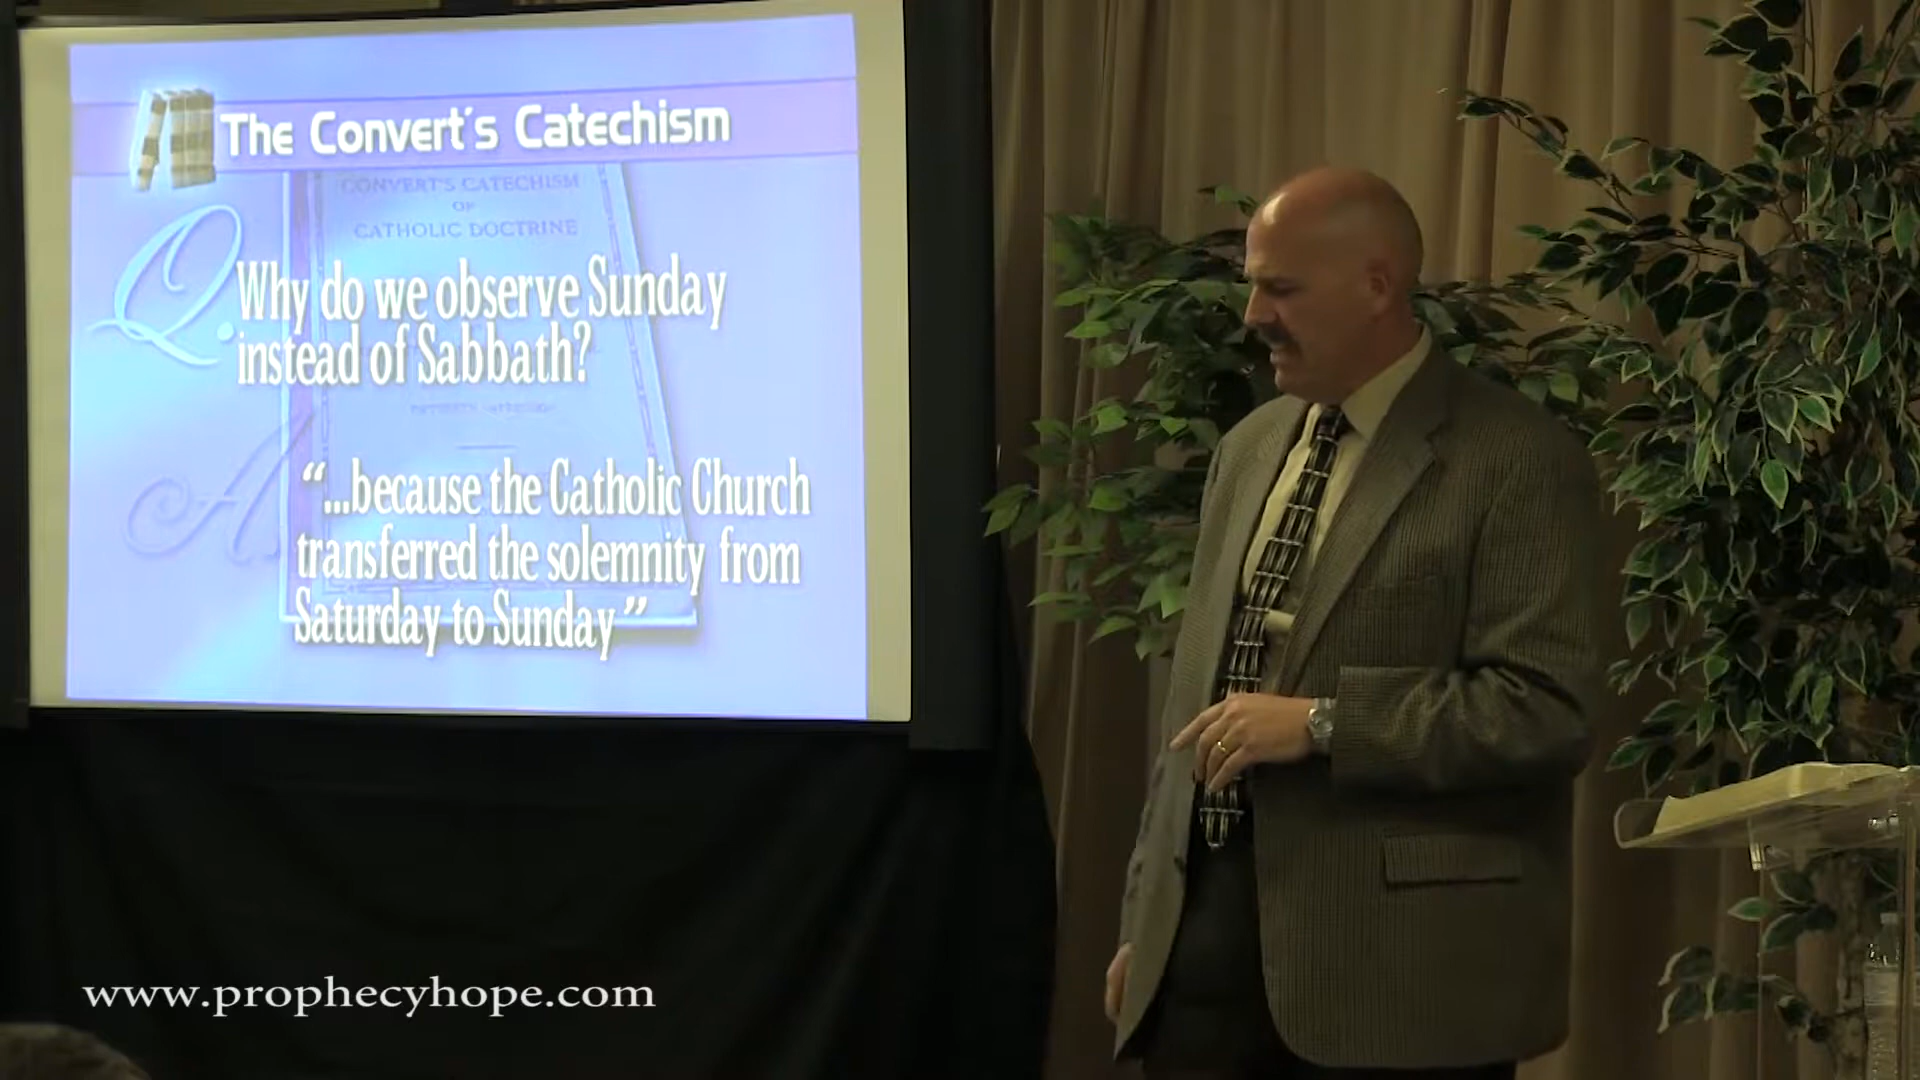 The Convert's Catechism
CONVERT'S CATECHISM
OF
CATHOLIC DOCTRINE
Q.
Why do we observe Sunday
instead of Sabbath?
A.
“...because the Catholic Church
transferred the solemnity from
Saturday to Sunday”
www.prophecyhope.com